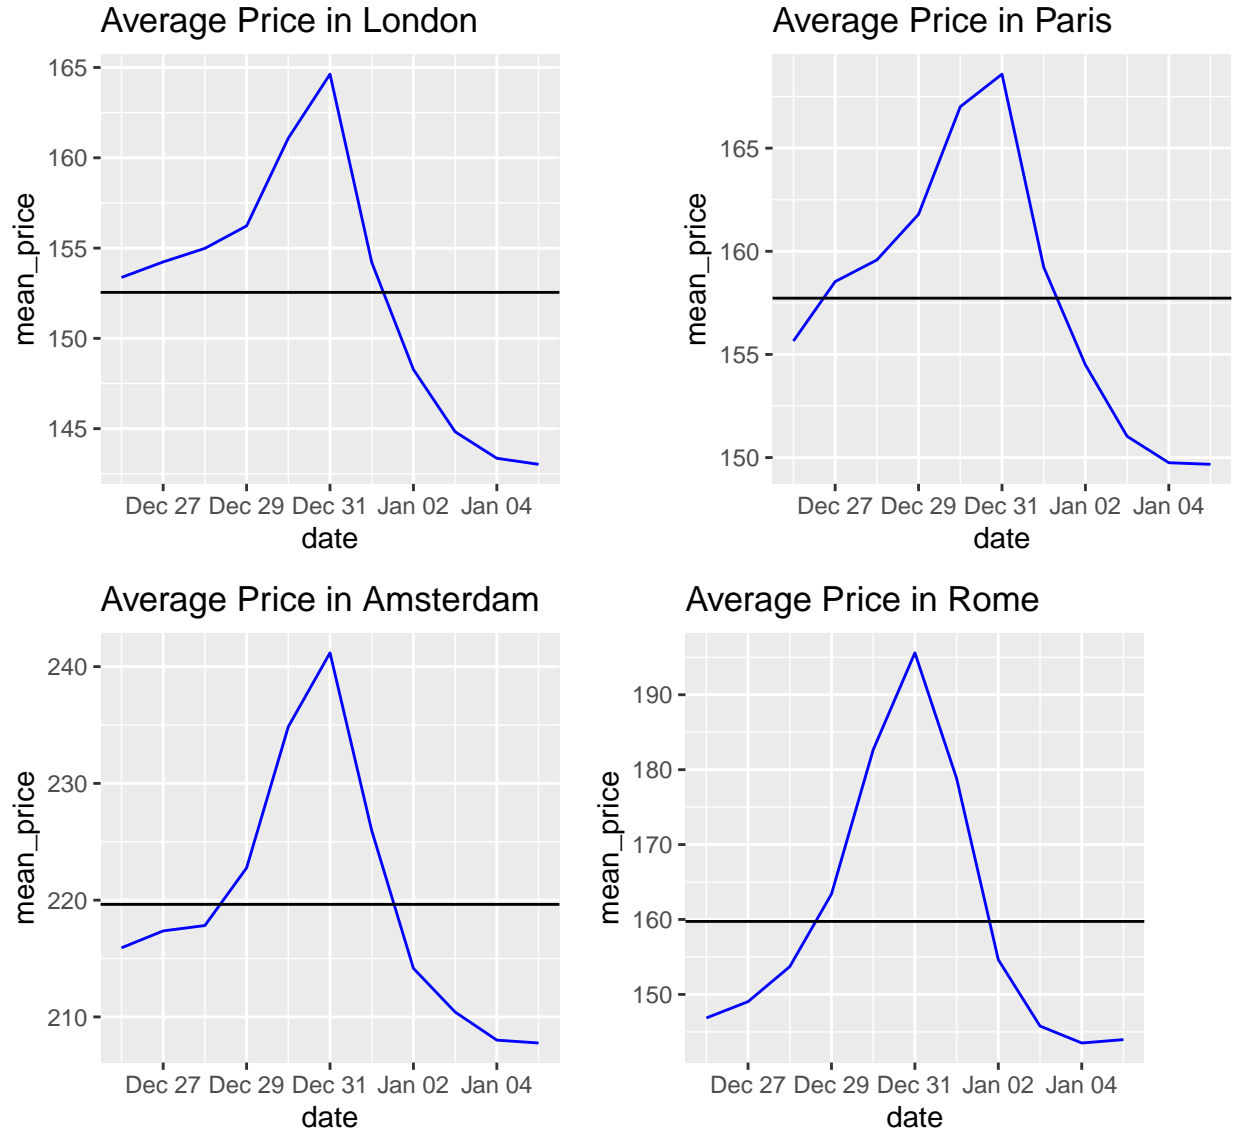 Average Price in London
165
160
155
150
145
mean_price
Dec 27 Dec 29 Dec 31 Jan 02 Jan 04
date
Average Price in Paris
165
160
155
150
mean_price
Dec 27 Dec 29 Dec 31 Jan 02 Jan 04
date
Average Price in Amsterdam
240
230
220
210
mean_price
Dec 27 Dec 29 Dec 31 Jan 02 Jan 04
date
Average Price in Rome
190
180
170
160
150
mean_price
Dec 27 Dec 29 Dec 31 Jan 02 Jan 04
date